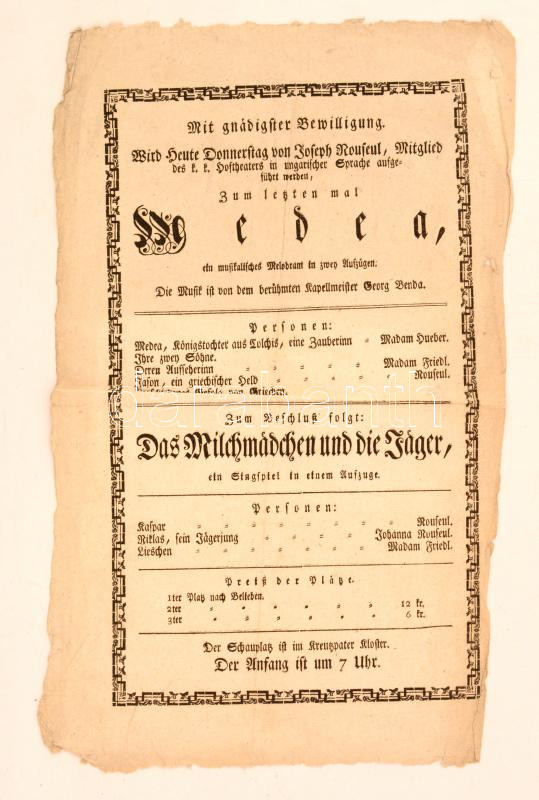 Mit gnädigster Bewilligung.
Wird Heute Donnerstag von Joseph Rouseul, Mitglied
des k. k. Hoftheaters in ungarischer Sprache aufge-
führt werden,
Zum letzten mal
Medea,
ein musikalisches Melodram in zwey Aufzügen.
Die Musik ist von dem berühmten Kapellmeister Georg Benda.
Personen:
Medea, Königstochter aus Colchis, eine Zauberinn = Madam Hueber.
Ihre zwey Söhne.
Deren Aufseherinn = = = = = Madam Friedl.
Jason, ein griechischer Held = = = = = Rouseul.
von Griechen.
Zum Beschluß folgt:
Das Milchmädchen und die Jäger,
ein Singspiel in einem Aufzuge.
Personen:
Kaspar = = = = = = = = Rouseul.
Niklas, sein Jägerjung = = = = = Johanna Rouseul.
Lieschen = = = = = = = Madam Friedl.
Preiß der Plätze.
1ter Platz nach Belieben.
2ter = = = = = = = 12 kr.
3ter = = = = = = = 6 kr.
Der Schauplatz ist im Kreutzpater Kloster.
Der Anfang ist um 7 Uhr.
darabanth